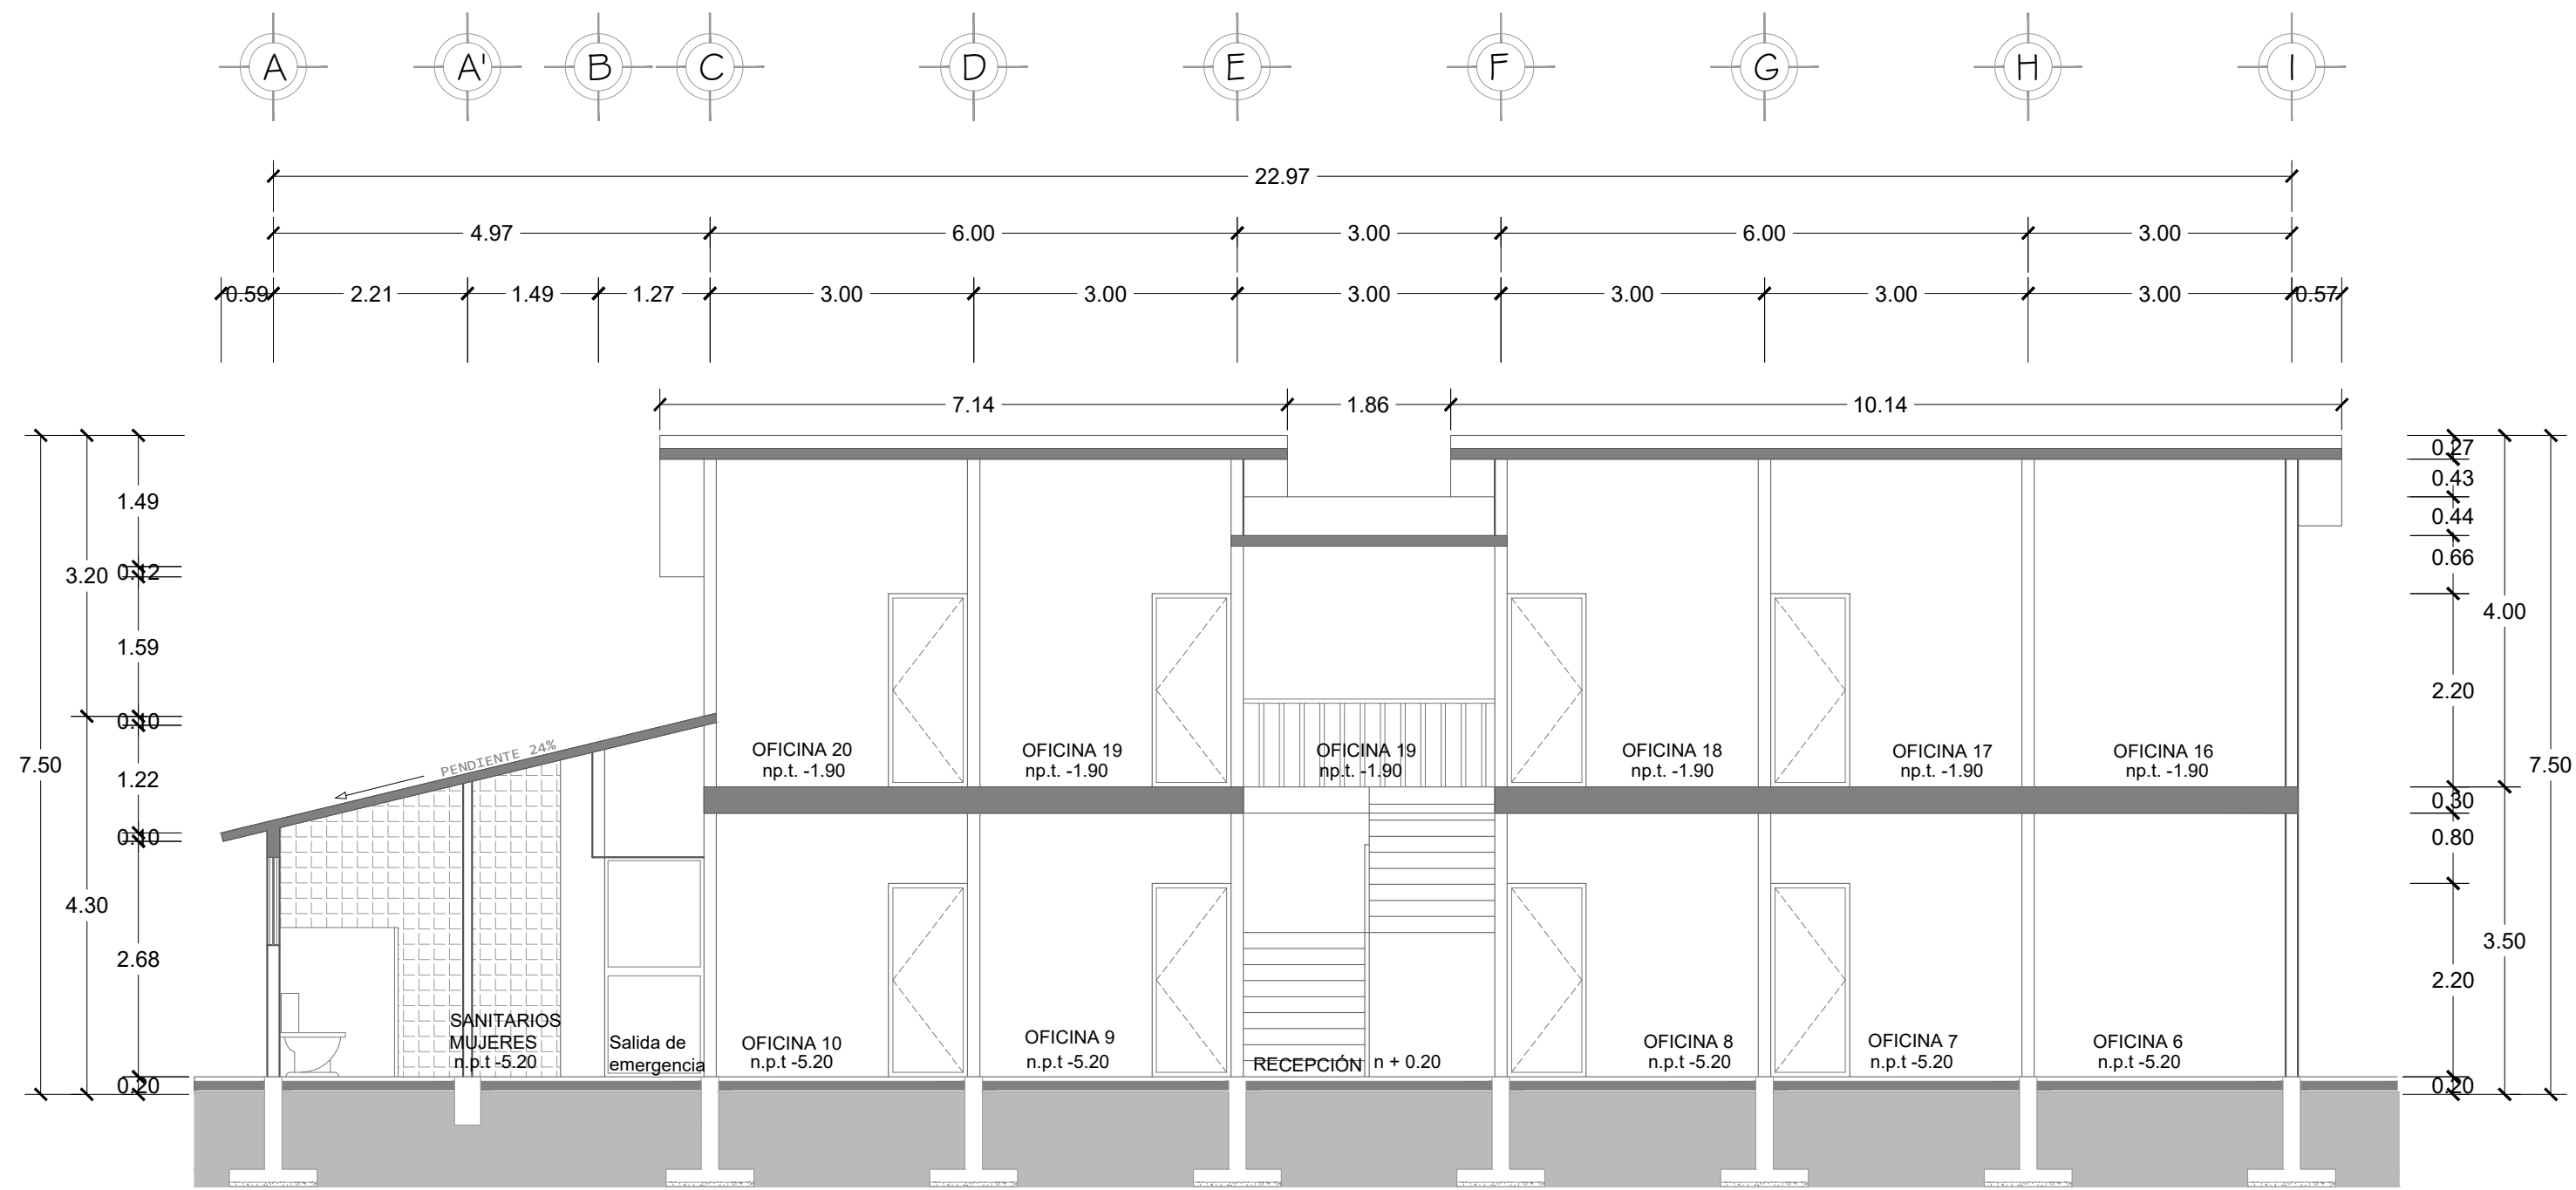 A A' B C D E F G H I
22.97
4.97 6.00 3.00 6.00 3.00
0.59 2.21 1.49 1.27 3.00 3.00 3.00 3.00 3.00 3.00 0.57
7.14 1.86 10.14
7.50
3.20
4.30
1.49
0.12
1.59
0.10
1.22
0.10
2.68
0.20
PENDIENTE 24%
OFICINA 20
np.t. -1.90
OFICINA 19
np.t. -1.90
OFICINA 19
np.t. -1.90
OFICINA 18
np.t. -1.90
OFICINA 17
np.t. -1.90
OFICINA 16
np.t. -1.90
SANITARIOS
MUJERES
n.p.t -5.20
Salida de
emergencia
OFICINA 10
n.p.t -5.20
OFICINA 9
n.p.t -5.20
RECEPCIÓN n + 0.20
OFICINA 8
n.p.t -5.20
OFICINA 7
n.p.t -5.20
OFICINA 6
n.p.t -5.20
0.27
0.43
0.44
0.66
2.20
0.30
0.80
2.20
0.20
4.00
3.50
7.50